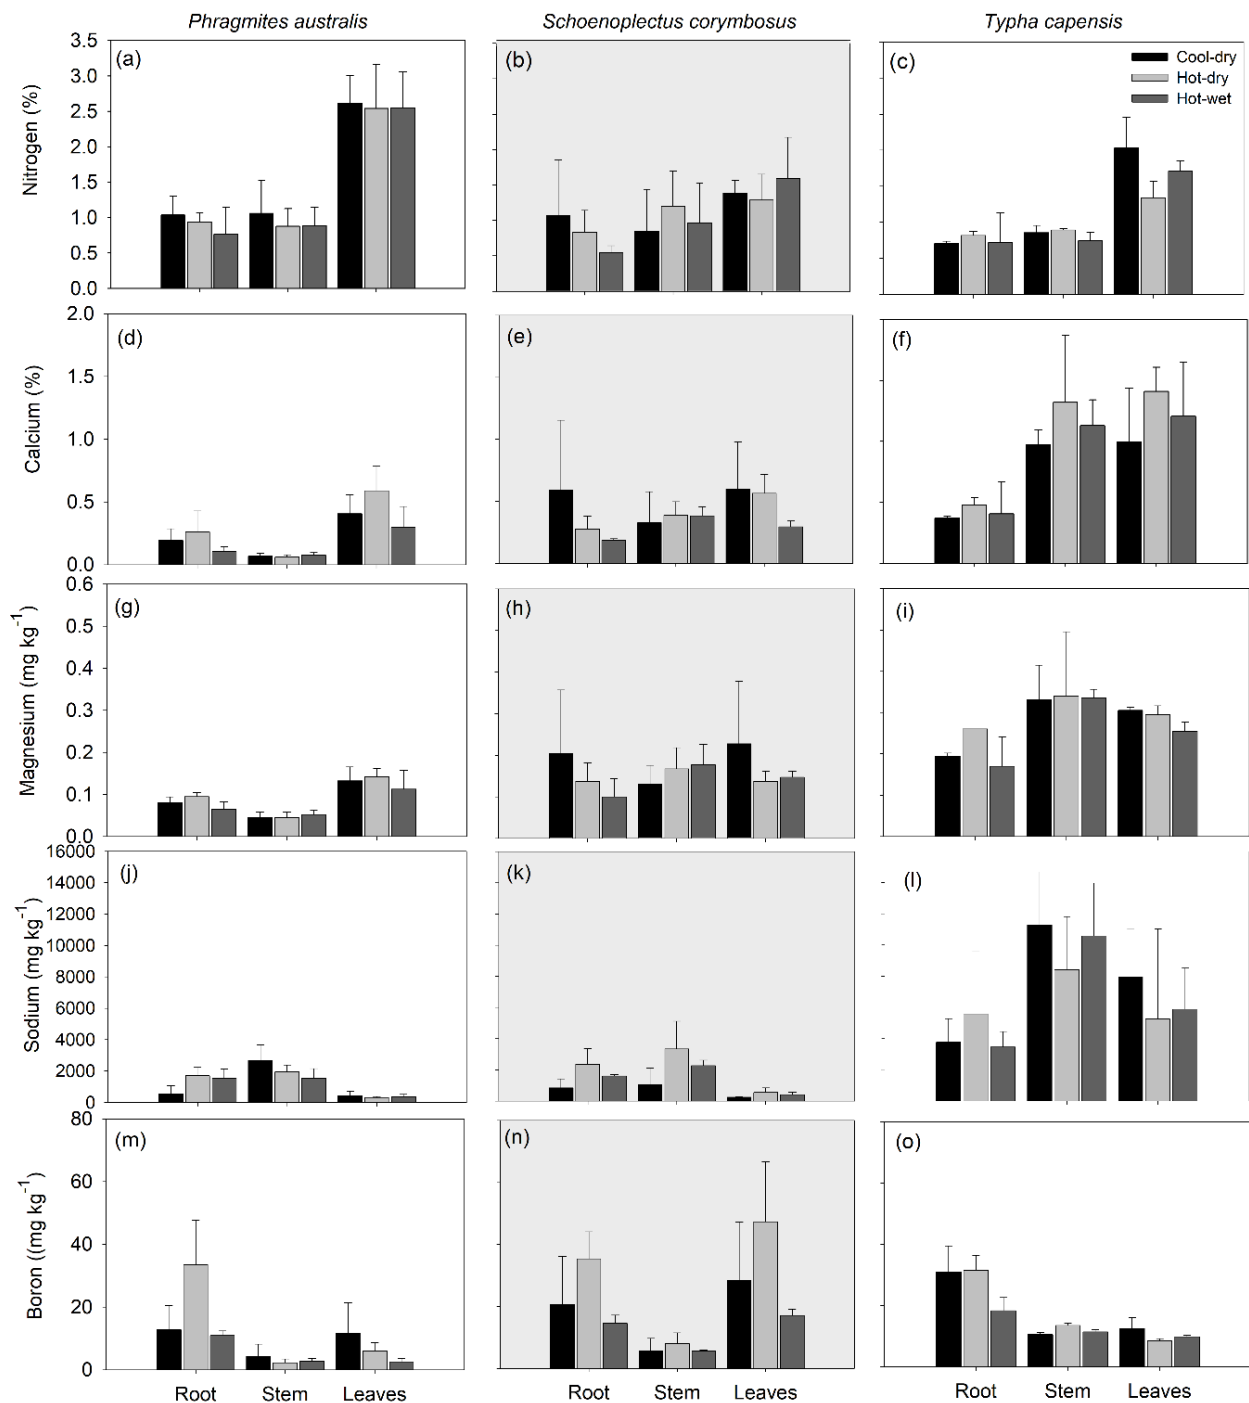 Phragmites australis
Schoenoplectus corymbosus
Typha capensis
Nitrogen (%)
3.5
3.0
2.5
2.0
1.5
1.0
0.5
0.0
(a)
(b)
(c)
Cool-dry
Hot-dry
Hot-wet
Calcium (%)
2.0
1.5
1.0
0.5
0.0
(d)
(e)
(f)
Magnesium (mg kg-1)
0.6
0.5
0.4
0.3
0.2
0.1
0.0
(g)
(h)
(i)
Sodium (mg kg-1)
16000
14000
12000
10000
8000
6000
4000
2000
0
(j)
(k)
(l)
Boron ((mg kg-1)
80
60
40
20
0
(m)
(n)
(o)
Root Stem Leaves
Root Stem Leaves
Root Stem Leaves